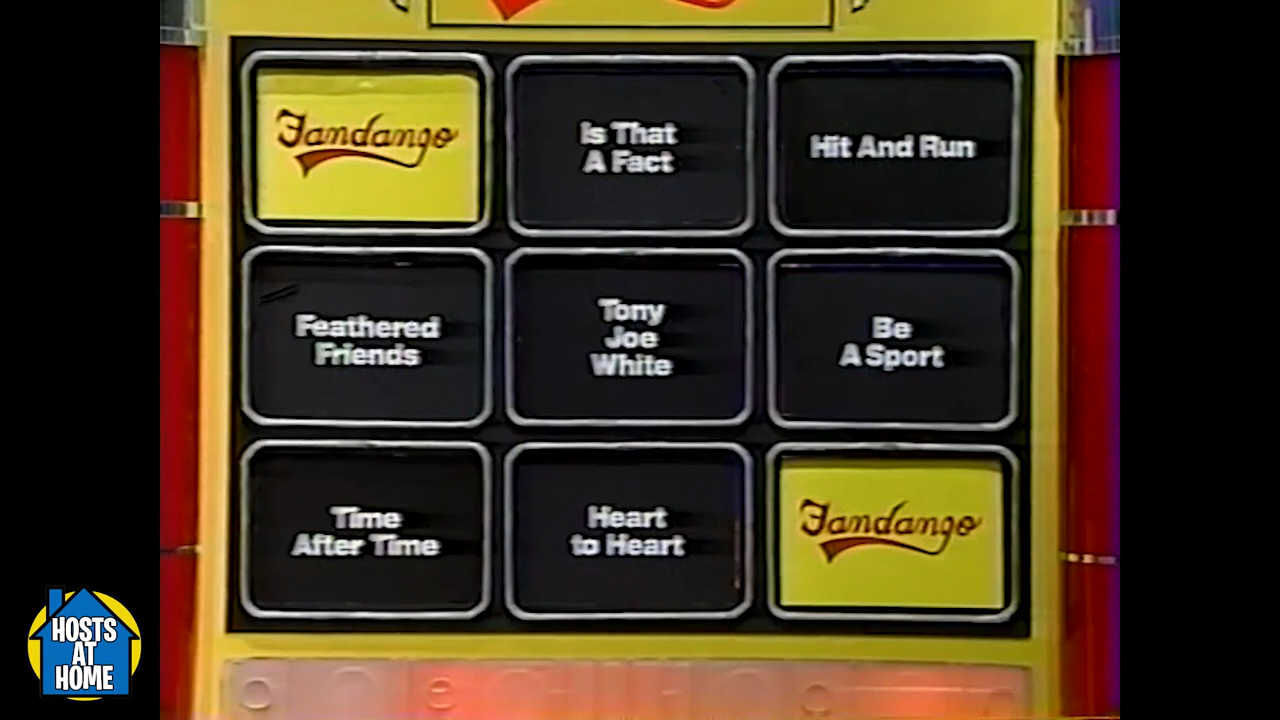 Fandango
Is That
A Fact
Hit And Run
Feathered
Friends
Tony
Joe
White
Be
A Sport
Time
After Time
Heart
to Heart
Fandango
HOSTS
AT
HOME